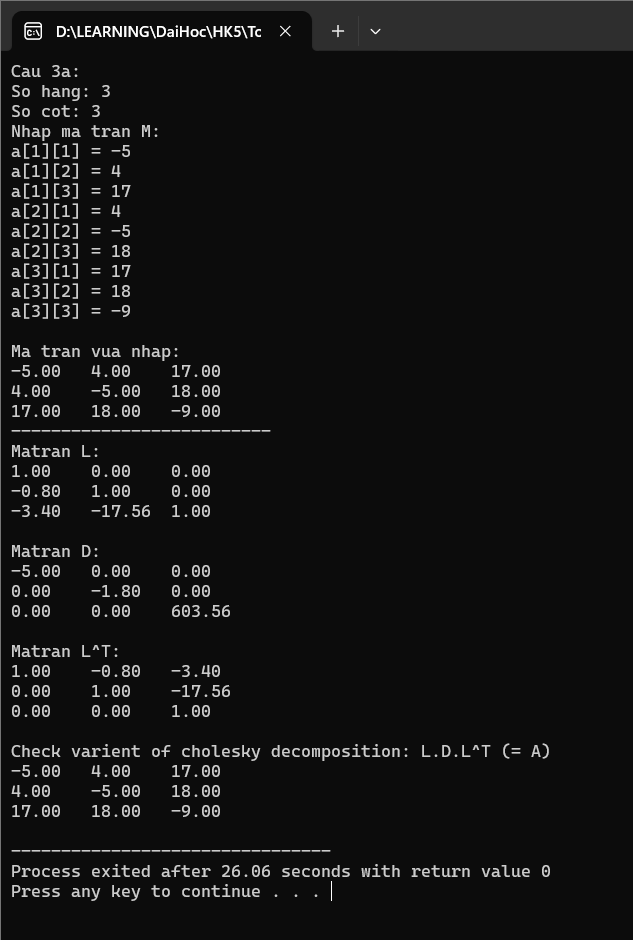 D:\LEARNING\DaiHoc\HK5\Tc
Cau 3a:
So hang: 3
So cot: 3
Nhap ma tran M:
a[1][1] = -5
a[1][2] = 4
a[1][3] = 17
a[2][1] = 4
a[2][2] = -5
a[2][3] = 18
a[3][1] = 17
a[3][2] = 18
a[3][3] = -9
Ma tran vua nhap:
-5.00 4.00 17.00
4.00 -5.00 18.00
17.00 18.00 -9.00
--------------------------
Matran L:
1.00 0.00 0.00
-0.80 1.00 0.00
-3.40 -17.56 1.00
Matran D:
-5.00 0.00 0.00
0.00 -1.80 0.00
0.00 0.00 603.56
Matran L^T:
1.00 -0.80 -3.40
0.00 1.00 -17.56
0.00 0.00 1.00
Check varient of cholesky decomposition: L.D.L^T (= A)
-5.00 4.00 17.00
4.00 -5.00 18.00
17.00 18.00 -9.00
--------------------------------
Process exited after 26.06 seconds with return value 0
Press any key to continue . . .